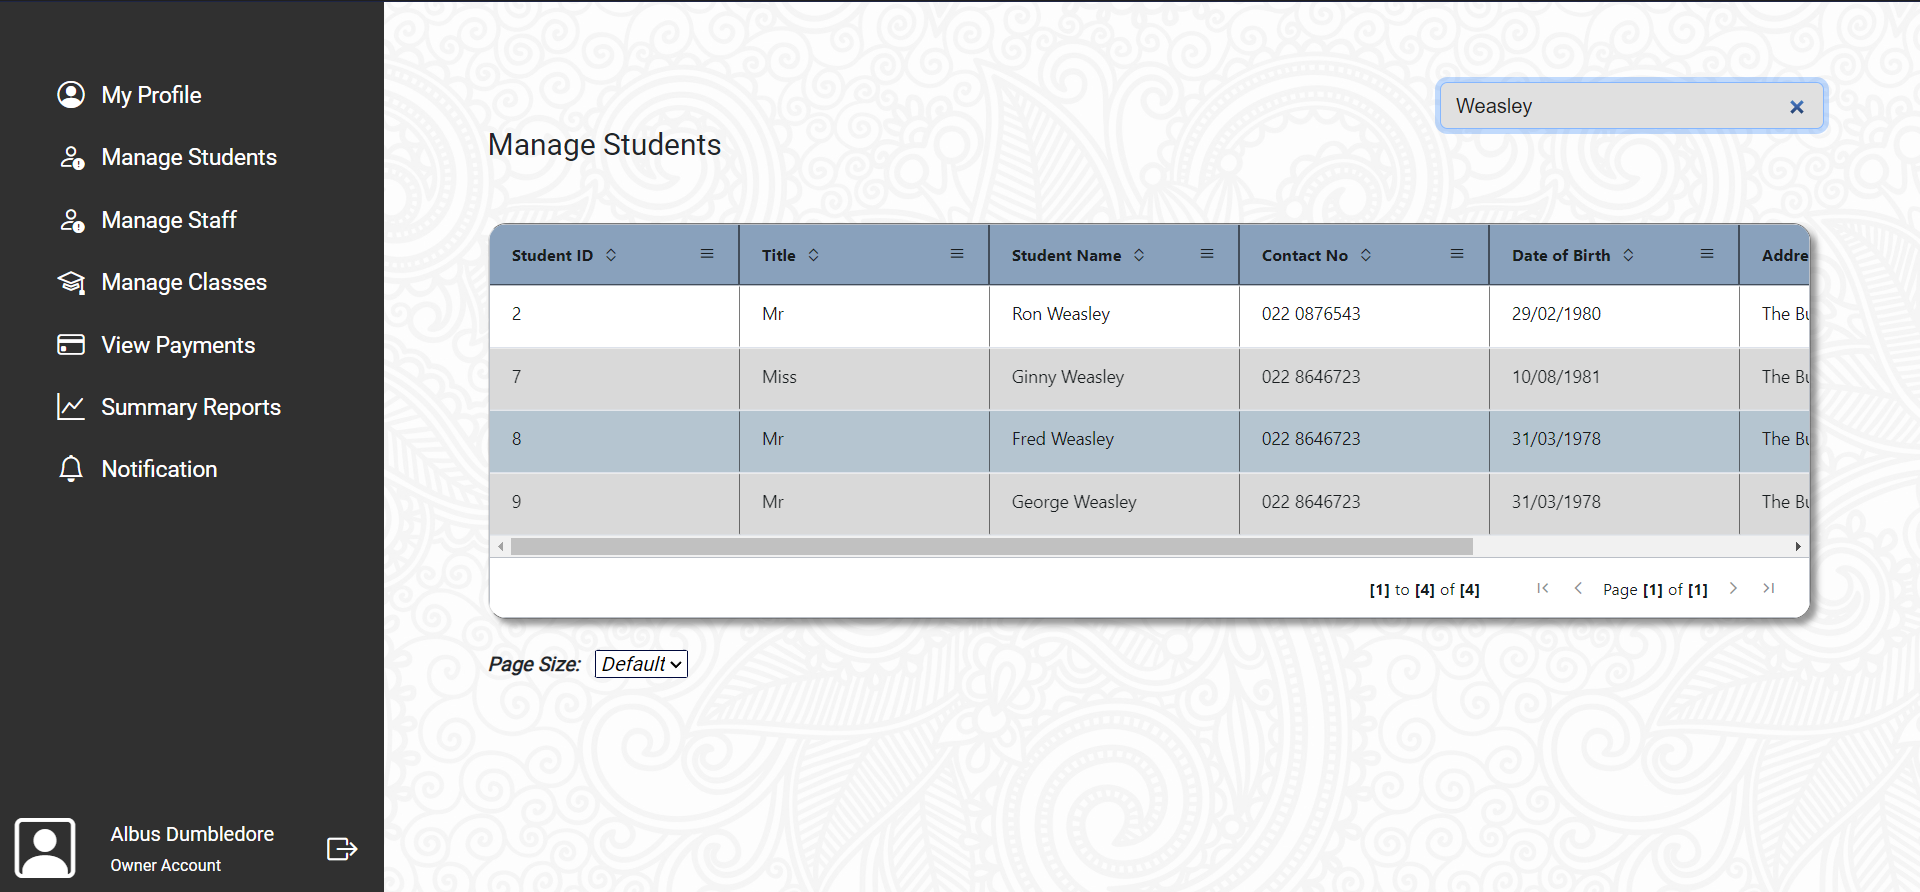 My Profile
Manage Students
Manage Staff
Manage Classes
View Payments
Summary Reports
Notification
Albus Dumbledore
Owner Account
Weasley
Manage Students
Student ID Title Student Name Contact No Date of Birth Addre
2 Mr Ron Weasley 022 0876543 29/02/1980 The Bu
7 Miss Ginny Weasley 022 8646723 10/08/1981 The Bu
8 Mr Fred Weasley 022 8646723 31/03/1978 The Bu
9 Mr George Weasley 022 8646723 31/03/1978 The Bu
[1] to [4] of [4] Page [1] of [1]
Page Size: Default